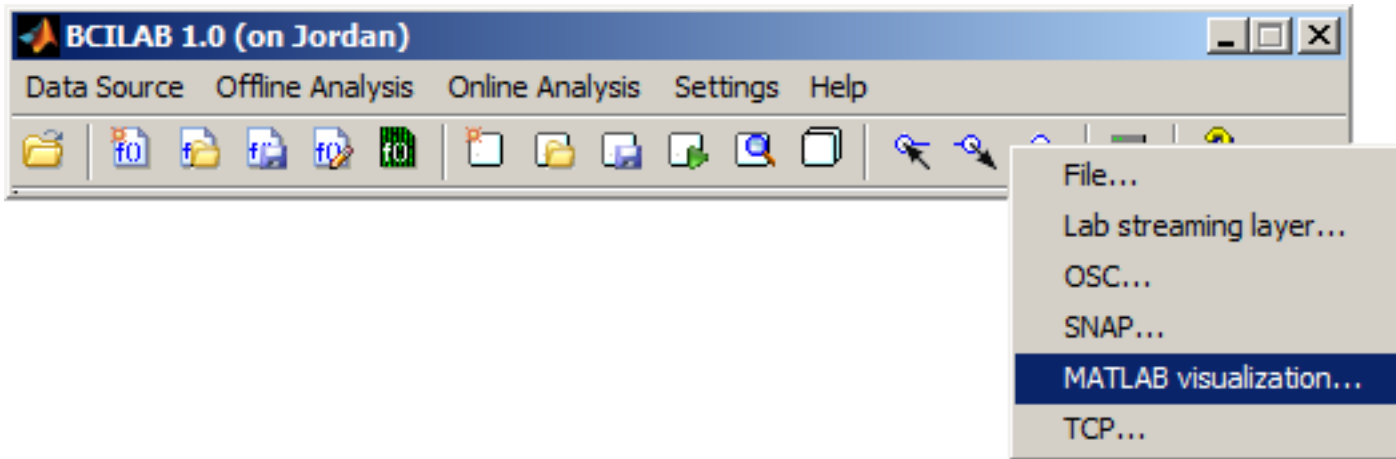 BCILAB 1.0 (on Jordan)
Data Source Offline Analysis Online Analysis Settings Help
f() f() f() f() f()
File...
Lab streaming layer...
OSC...
SNAP...
MATLAB visualization...
TCP...